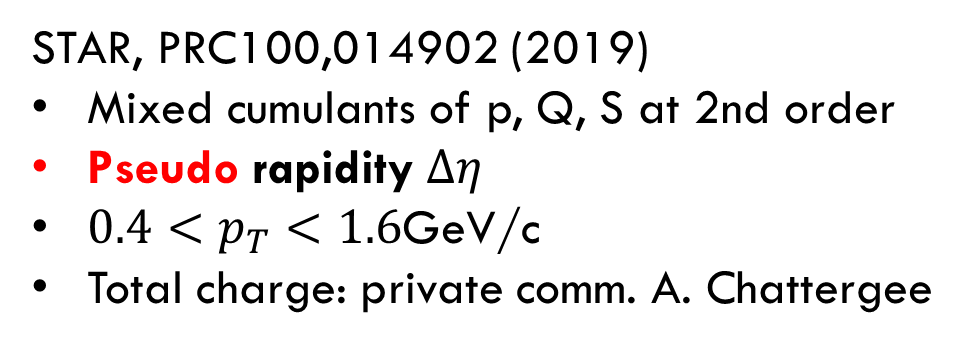 STAR, PRC100,014902 (2019)
• Mixed cumulants of p, Q, S at 2nd order
• Pseudo rapidity Δη
• 0.4 < p_T < 1.6GeV/c
• Total charge: private comm. A. Chattergee